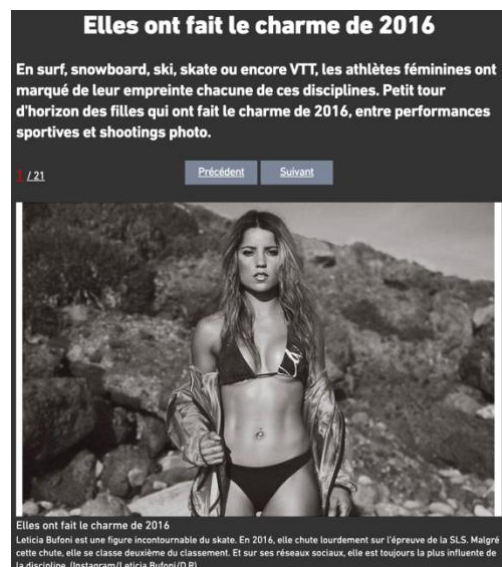 Elles ont fait le charme de 2016
En surf, snowboard, ski, skate ou encore VTT, les athlètes féminines ont
marqué de leur empreinte chacune de ces disciplines. Petit tour
d'horizon des filles qui ont fait le charme de 2016, entre performances
sportives et shootings photo.
1 / 21
Précédent
Suivant
Elles ont fait le charme de 2016
Leticia Bufoni est une figure incontournable du skate. En 2016, elle chute lourdement sur l'épreuve de la SLS. Malgré
cette chute, elle se classe deuxième du classement. Et sur ses réseaux sociaux, elle est toujours la plus influente de
la discipline. (Instagram/Leticia Bufoni/D.R)